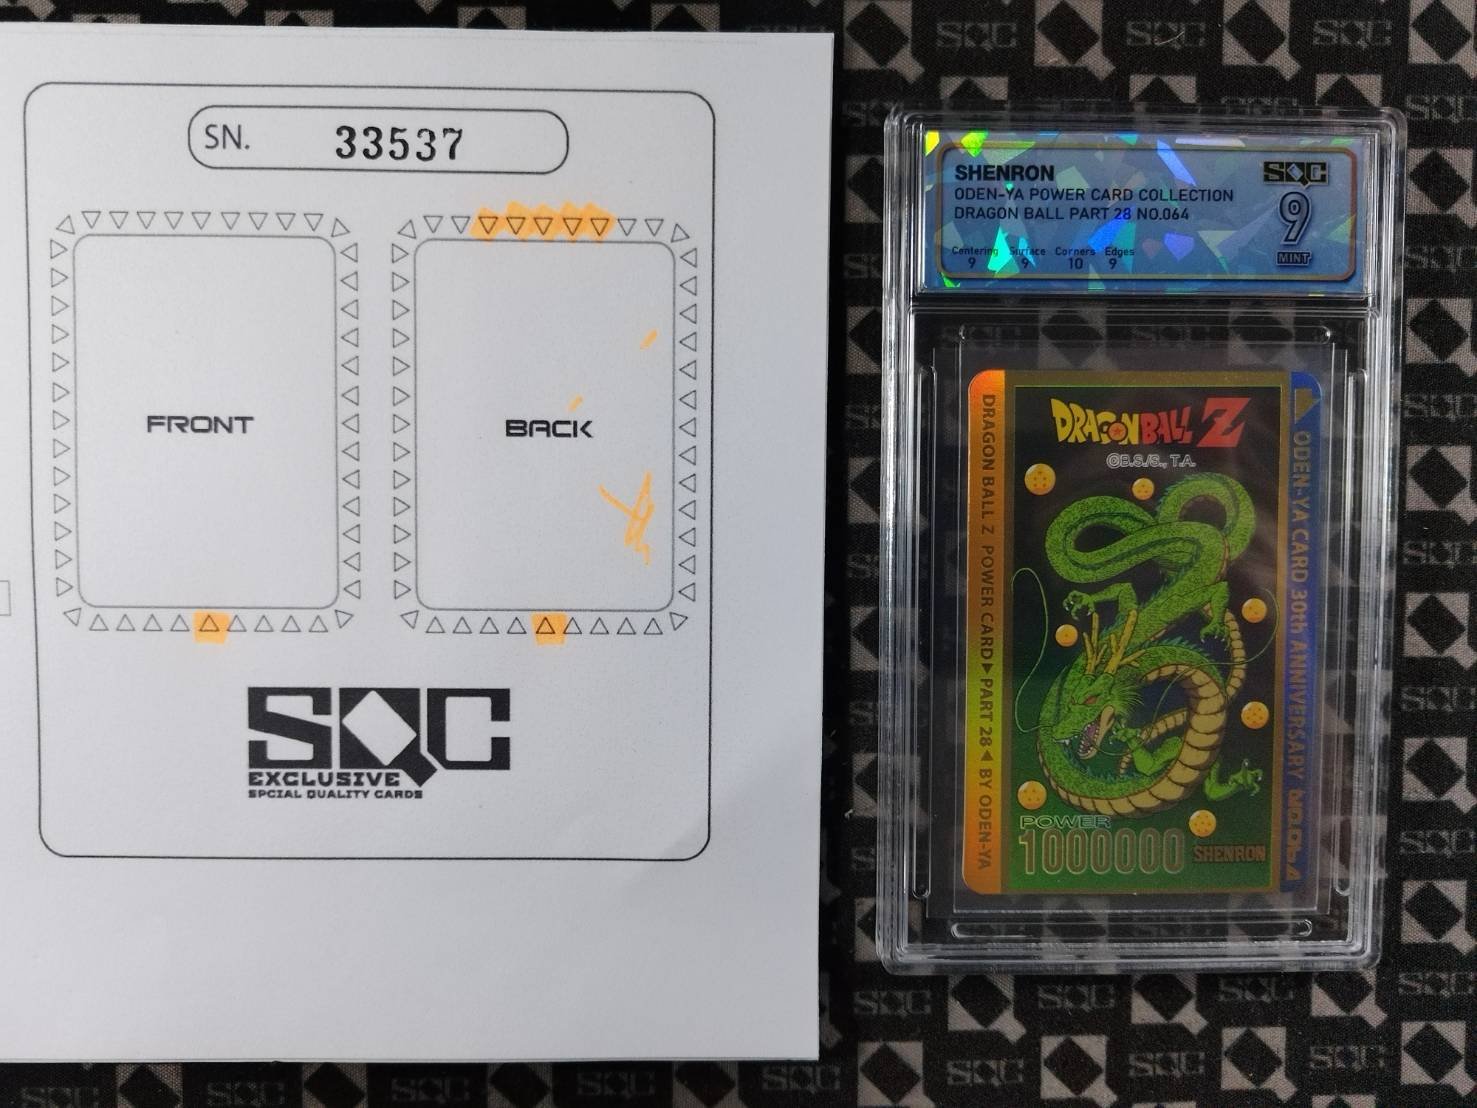 SN. 33537
FRONT
BACK
SQC
EXCLUSIVE
SPCIAL QUALITY CARDS
SHENRON
ODEN-YA POWER CARD COLLECTION
DRAGON BALL PART 28 NO.064
Centering Surface Corners Edges
9 9 10 9
SQC
9
MINT
DRAGON BALL Z
©B.S./S., T.A.
DRAGON BALL Z POWER CARD▶PART 28◀BY ODEN-YA
ODEN-YA CARD 30th ANNIVERSARY NO.064
POWER
1000000 SHENRON
SQC